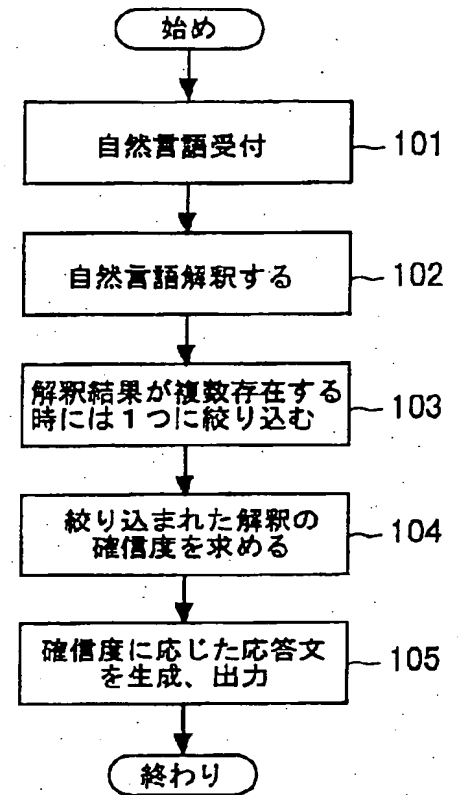 始め
自然言語受付
101
自然言語解釈する
102
解釈結果が複数存在する
時には1つに絞り込む
103
絞り込まれた解釈の
確信度を求める
104
確信度に応じた応答文
を生成、出力
105
終わり